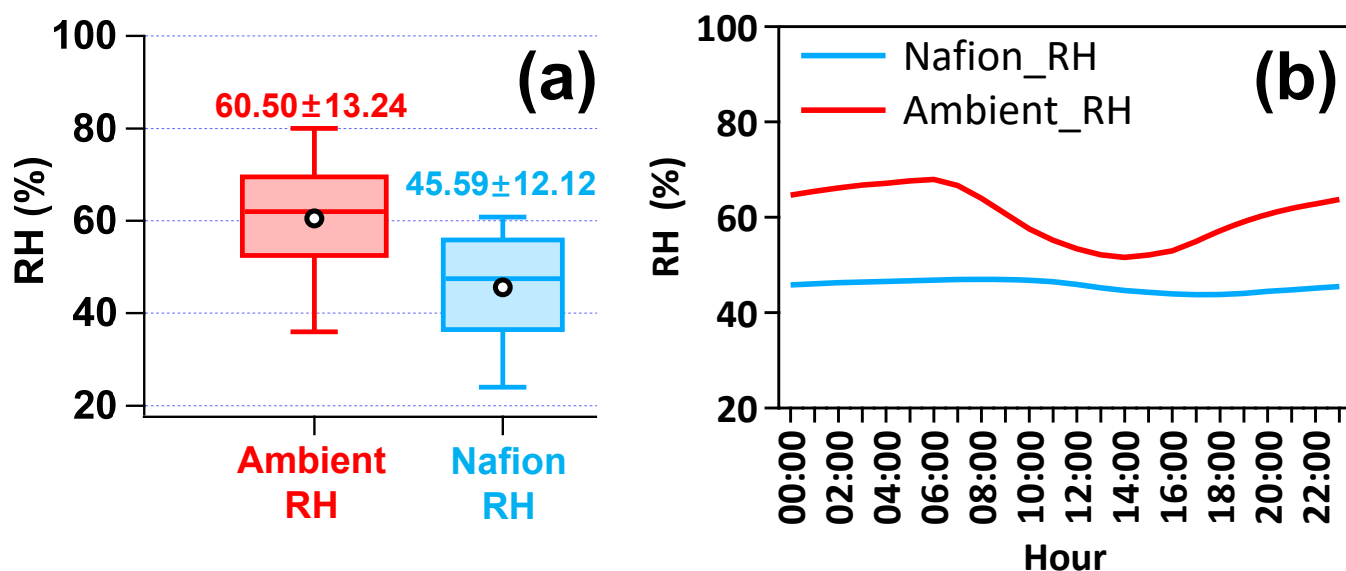 (a)
RH (%)
100
80
60
40
20
60.50±13.24
45.59±12.12
Ambient
RH
Nafion
RH
(b)
RH (%)
100
80
60
40
20
Nafion_RH
Ambient_RH
00:00
02:00
04:00
06:00
08:00
10:00
12:00
14:00
16:00
18:00
20:00
22:00
Hour